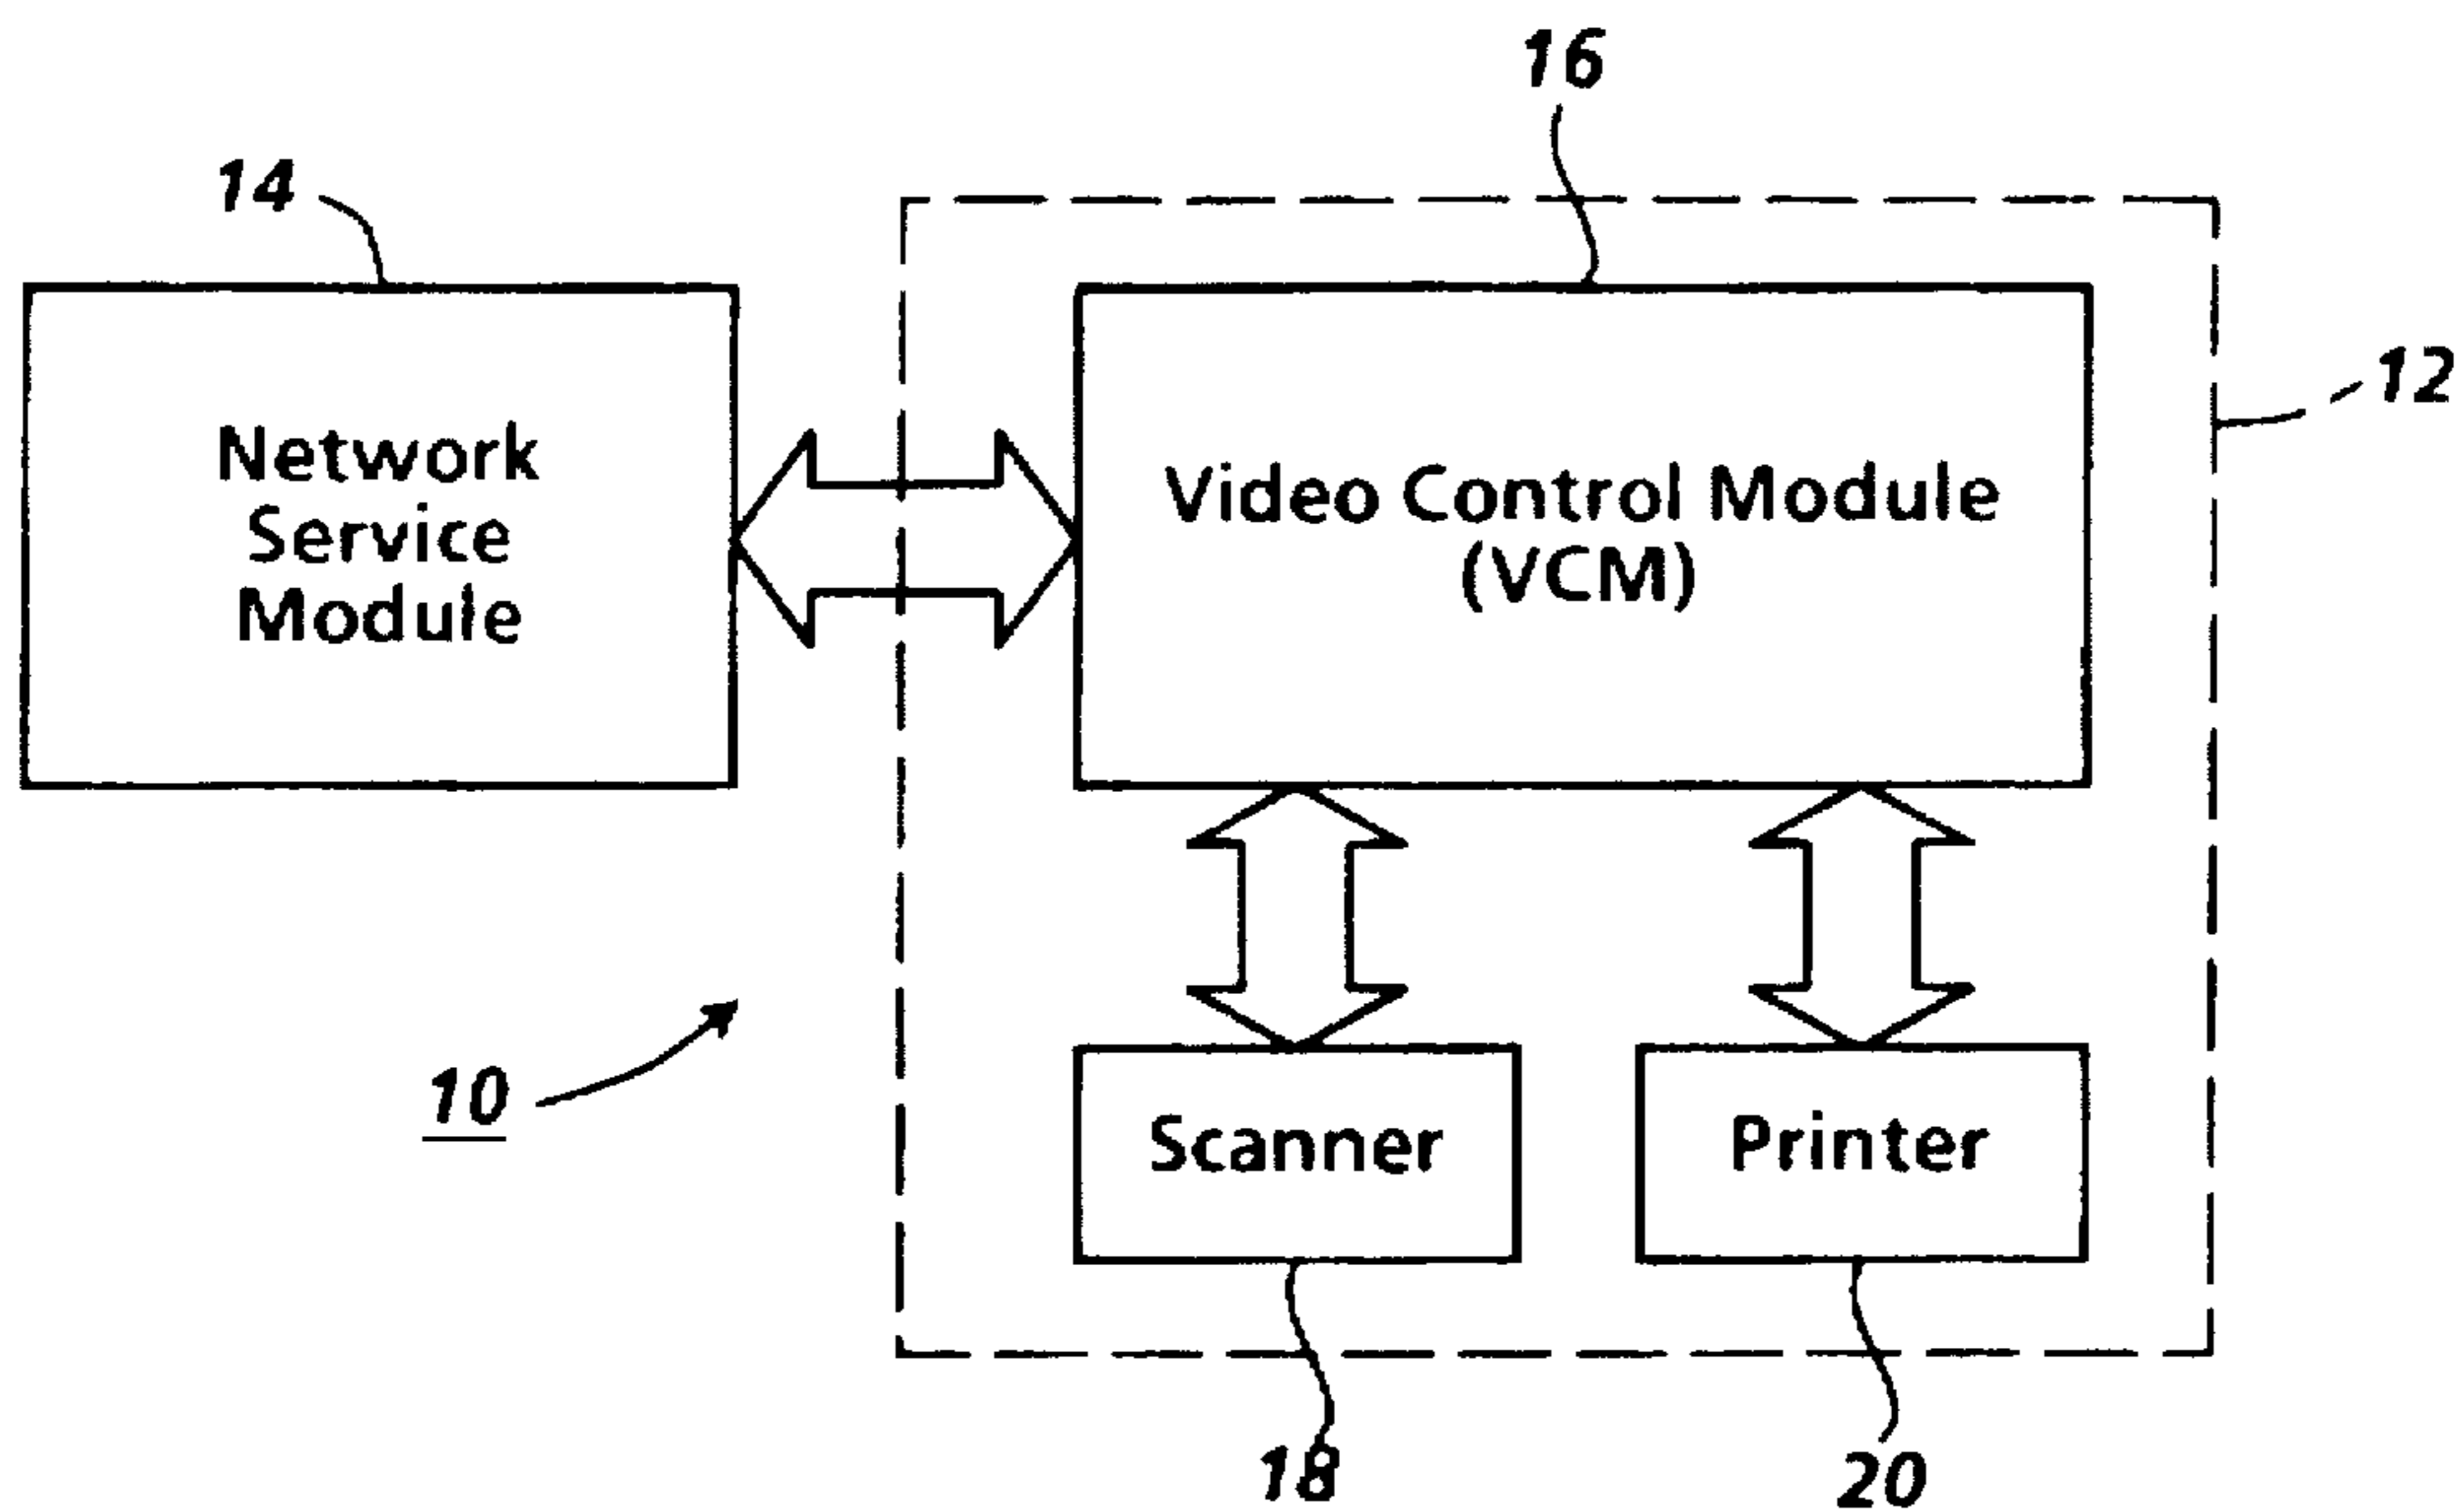 16
14
12
Network
Service
Module
Video Control Module
(VCM)
10
Scanner
Printer
18
20